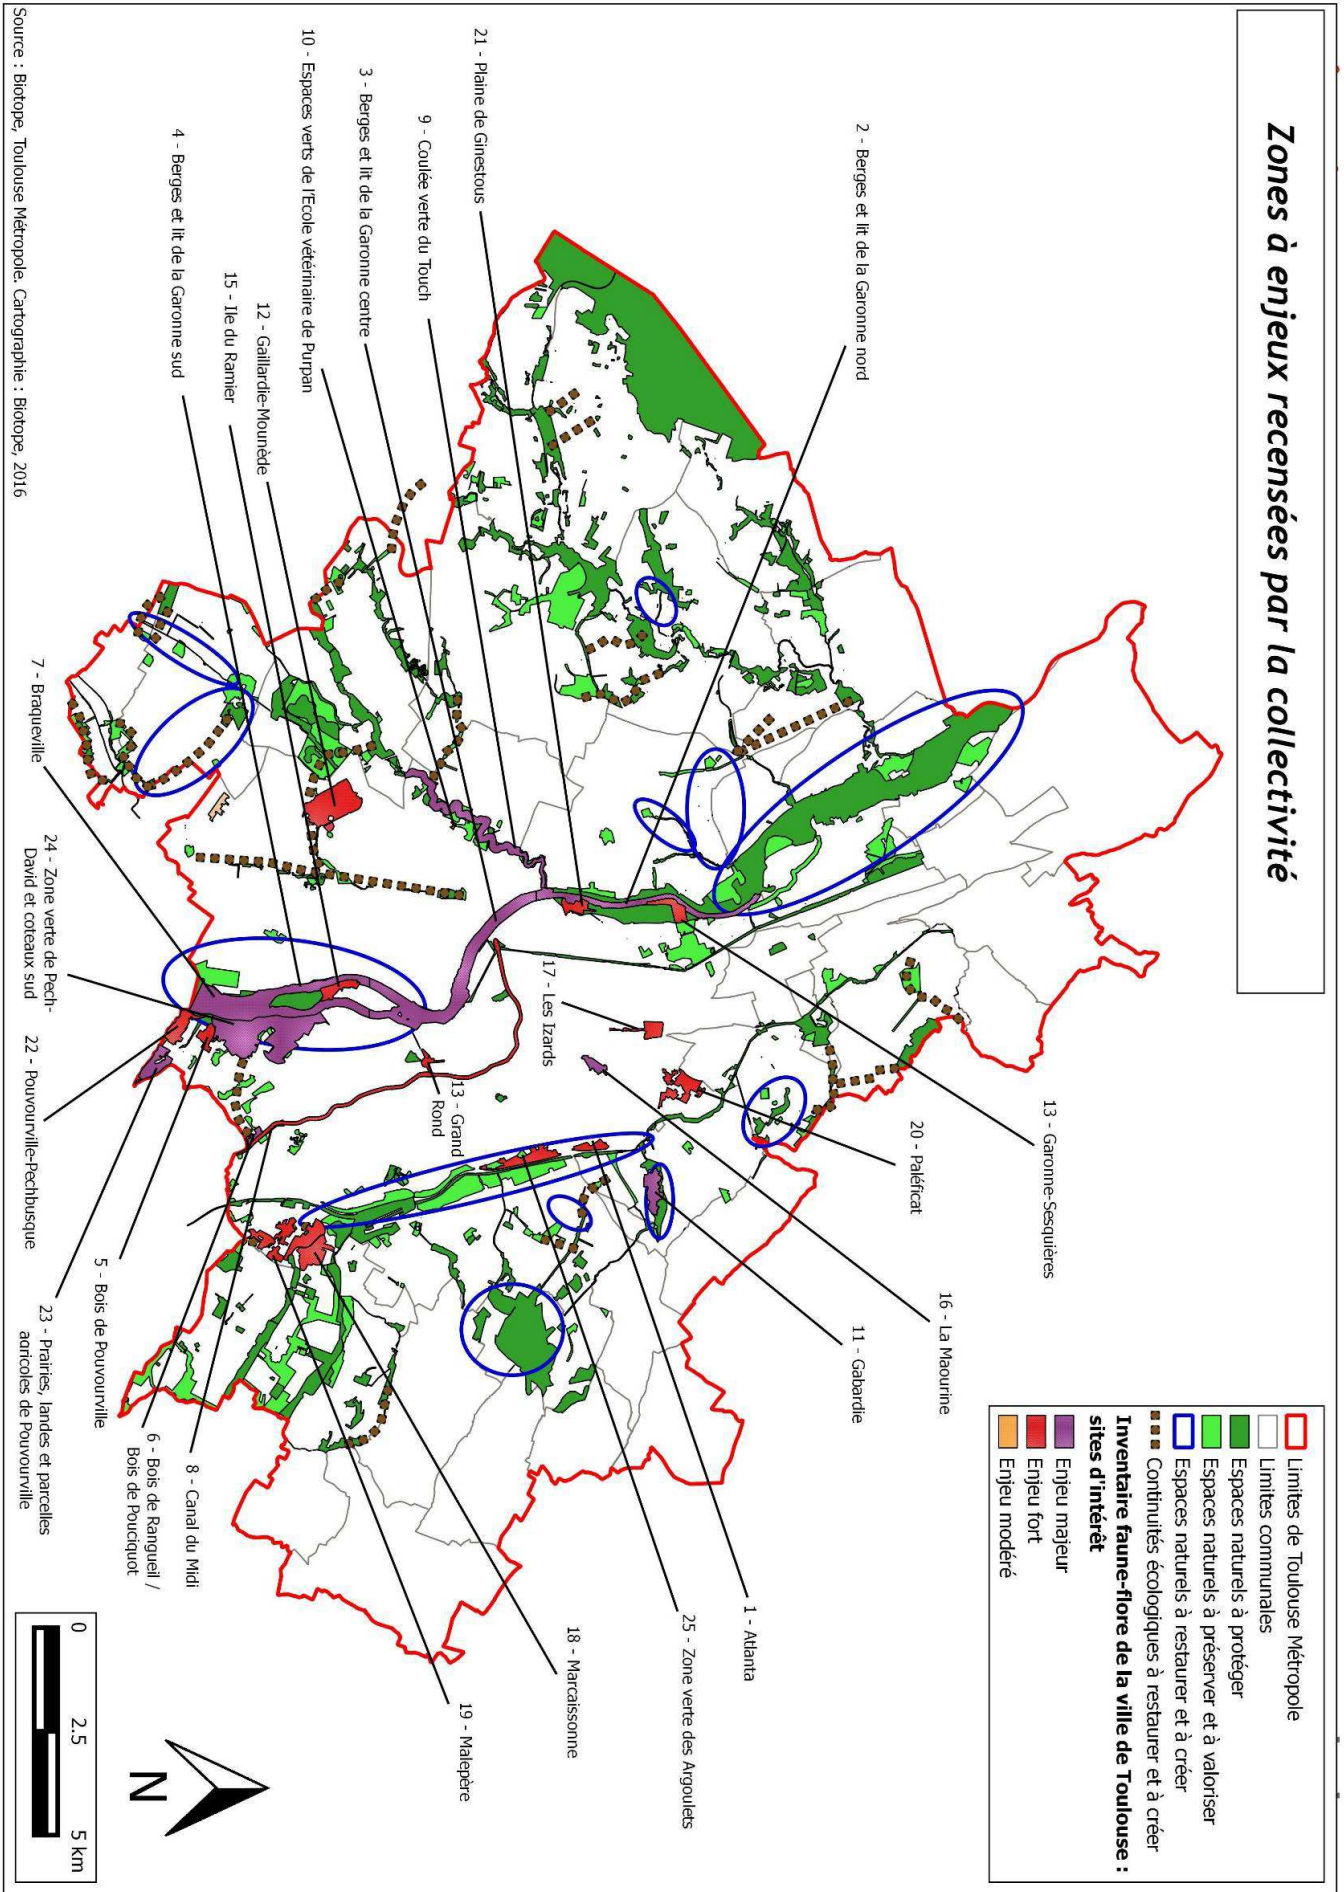 Zones à enjeux recensées par la collectivité
Limites de Toulouse Métropole
Limites communales
Espaces naturels à protéger
Espaces naturels à préserver et à valoriser
Espaces naturels à restaurer et à créer
Continuités écologiques à restaurer et à créer
Inventaire faune-flore de la ville de Toulouse :
sites d'intérêt
Enjeu majeur
Enjeu fort
Enjeu modéré
2 - Berges et lit de la Garonne nord
21 - Plaine de Ginestous
9 - Coulée verte du Touch
3 - Berges et lit de la Garonne centre
10 - Espaces verts de l'Ecole vétérinaire de Purpan
12 - Gaillardie-Mounède
15 - Ile du Ramier
4 - Berges et lit de la Garonne sud
7 - Braqueville
24 - Zone verte de Pech-
David et coteaux sud
22 - Pouvourville-Pechbusque
5 - Bois de Pouvourville
23 - Prairies, landes et parcelles
agricoles de Pouvourville
6 - Bois de Rangueil /
Bois de Pouciquot
8 - Canal du Midi
19 - Malepère
18 - Marcaissonne
25 - Zone verte des Argoulets
1 - Atlanta
11 - Gabardie
16 - La Maourine
20 - Paléficat
13 - Garonne-Sesquières
17 - Les Izards
13 - Grand
Rond
N
0 2.5 5 km
Source : Biotope, Toulouse Métropole. Cartographie : Biotope, 2016